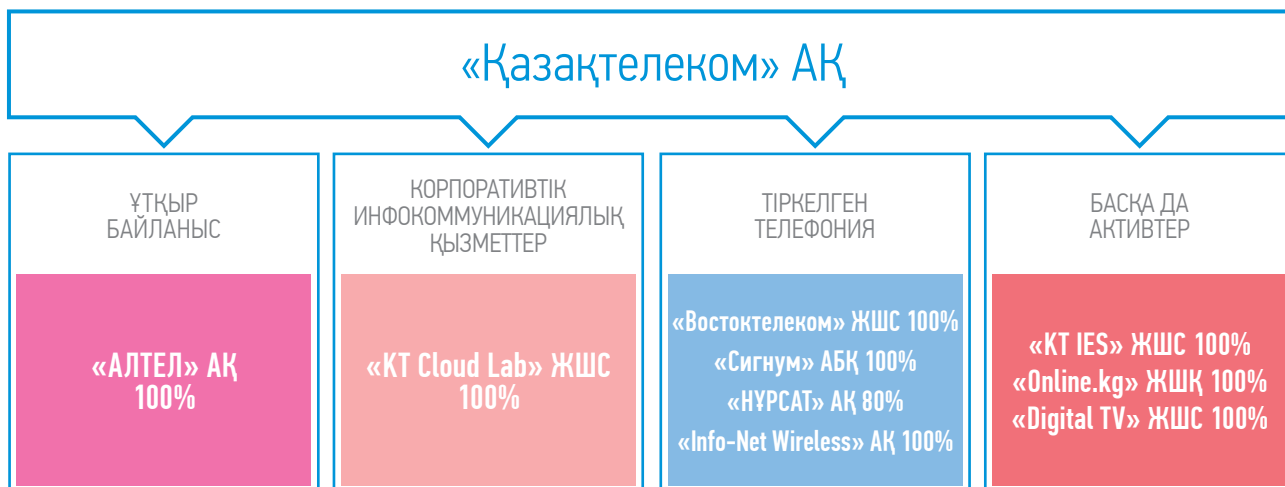 «Қазақтелеком» АҚ
ҰТҚЫР
БАЙЛАНЫС
«АЛТЕЛ» АҚ
100%
КОРПОРАТИВТІК
ИНФОКОММУНИКАЦИЯЛЫҚ
ҚЫЗМЕТТЕР
«KT Cloud Lab» ЖШС
100%
ТІРКЕЛГЕН
ТЕЛЕФОНИЯ
«Востоктелеком» ЖШС 100%
«Сигнум» АБҚ 100%
«НҰРСАТ» АҚ 80%
«Info-Net Wireless» АҚ 100%
БАСҚА ДА
АКТИВТЕР
«KT IES» ЖШС 100%
«Online.kg» ЖШҚ 100%
«Digital TV» ЖШС 100%